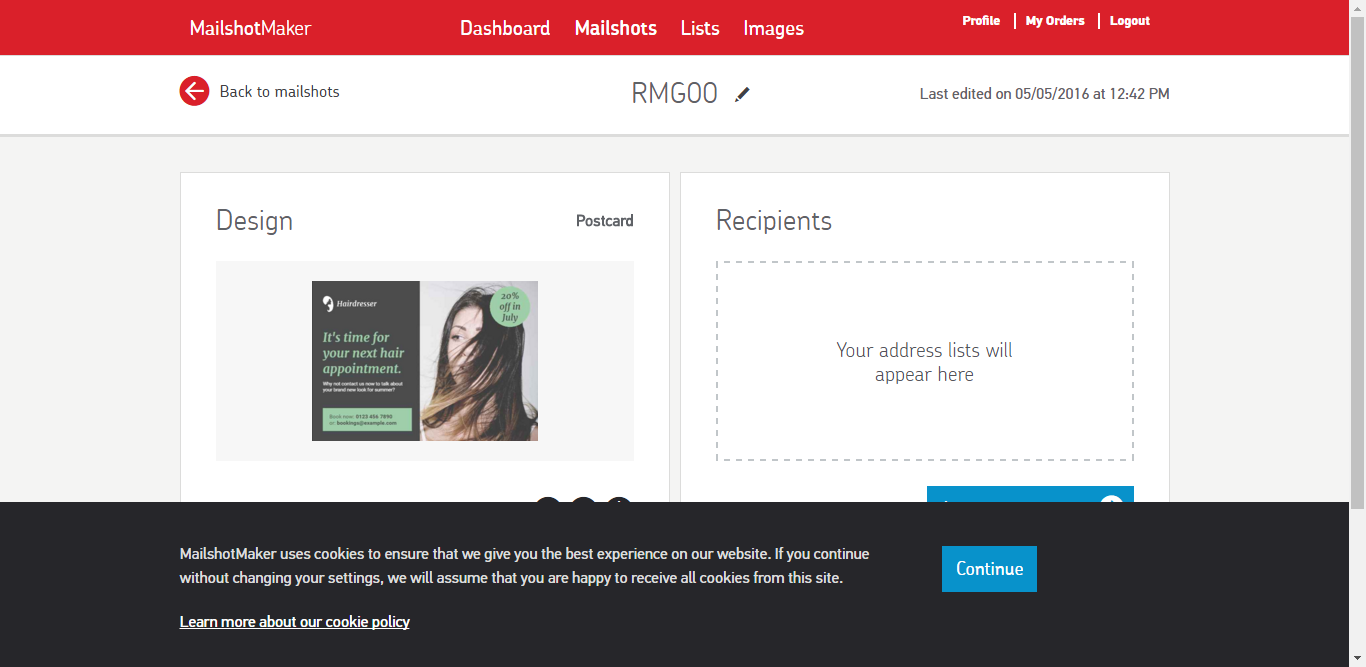 MailshotMaker
Dashboard Mailshots Lists Images
Profile My Orders Logout
Back to mailshots
RMG00
Last edited on 05/05/2016 at 12:42 PM
Design
Postcard
Hairdresser
20%
off in
July
It's time for
your next hair
appointment.
Why not contact us now to talk about
your brand new look for summer?
Book now: 0123 456 7890
or: bookings@example.com
Recipients
Your address lists will
appear here
MailshotMaker uses cookies to ensure that we give you the best experience on our website. If you continue
without changing your settings, we will assume that you are happy to receive all cookies from this site.
Learn more about our cookie policy
Continue